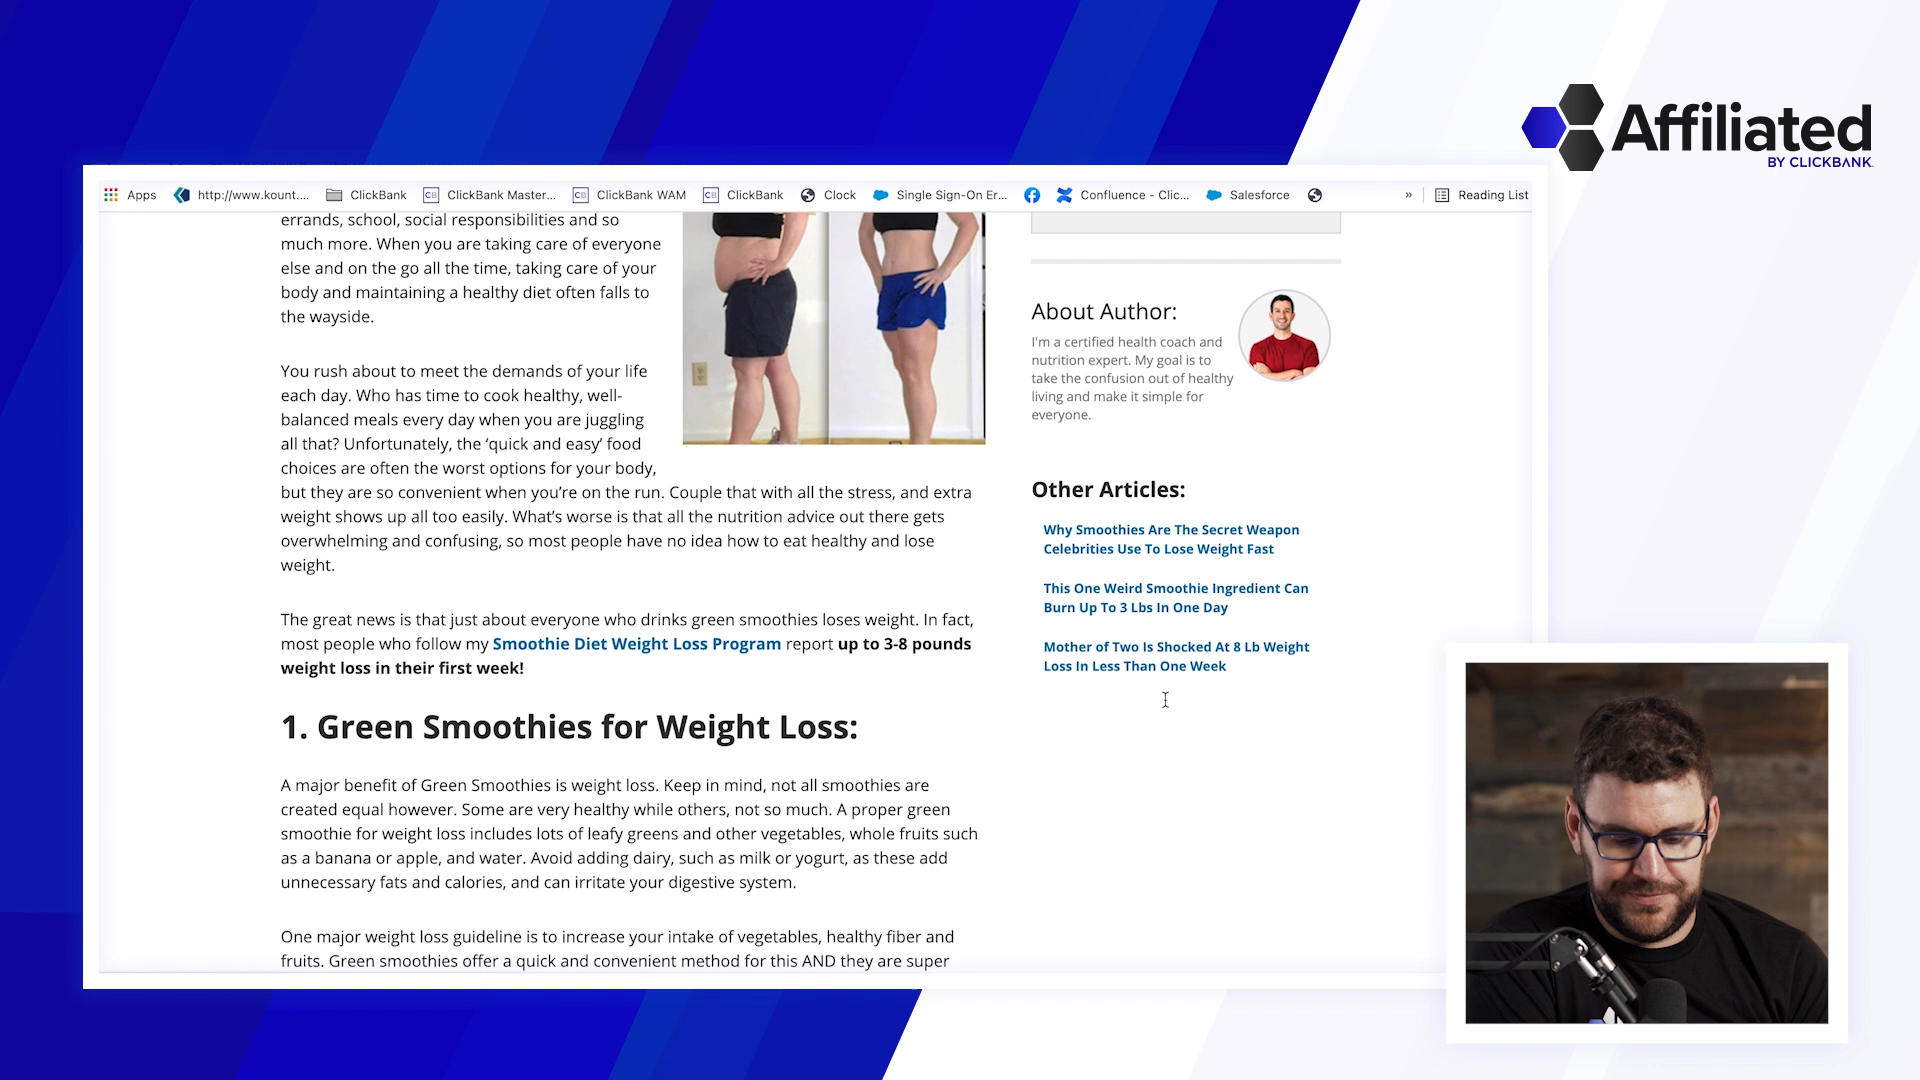 Affiliated
BY CLICKBANK
Apps http://www.kount.... ClickBank CB ClickBank Master... CB ClickBank WAM CB ClickBank Clock Single Sign-On Er... Confluence - Clic... Salesforce » Reading List
errands, school, social responsibilities and so
much more. When you are taking care of everyone
else and on the go all the time, taking care of your
body and maintaining a healthy diet often falls to
the wayside.
You rush about to meet the demands of your life
each day. Who has time to cook healthy, well-
balanced meals every day when you are juggling
all that? Unfortunately, the ‘quick and easy’ food
choices are often the worst options for your body,
but they are so convenient when you’re on the run. Couple that with all the stress, and extra
weight shows up all too easily. What’s worse is that all the nutrition advice out there gets
overwhelming and confusing, so most people have no idea how to eat healthy and lose
weight.
The great news is that just about everyone who drinks green smoothies loses weight. In fact,
most people who follow my Smoothie Diet Weight Loss Program report up to 3-8 pounds
weight loss in their first week!
1. Green Smoothies for Weight Loss:
A major benefit of Green Smoothies is weight loss. Keep in mind, not all smoothies are
created equal however. Some are very healthy while others, not so much. A proper green
smoothie for weight loss includes lots of leafy greens and other vegetables, whole fruits such
as a banana or apple, and water. Avoid adding dairy, such as milk or yogurt, as these add
unnecessary fats and calories, and can irritate your digestive system.
One major weight loss guideline is to increase your intake of vegetables, healthy fiber and
fruits. Green smoothies offer a quick and convenient method for this AND they are super
About Author:
I'm a certified health coach and
nutrition expert. My goal is to
take the confusion out of healthy
living and make it simple for
everyone.
Other Articles:
Why Smoothies Are The Secret Weapon
Celebrities Use To Lose Weight Fast
This One Weird Smoothie Ingredient Can
Burn Up To 3 Lbs In One Day
Mother of Two Is Shocked At 8 Lb Weight
Loss In Less Than One Week